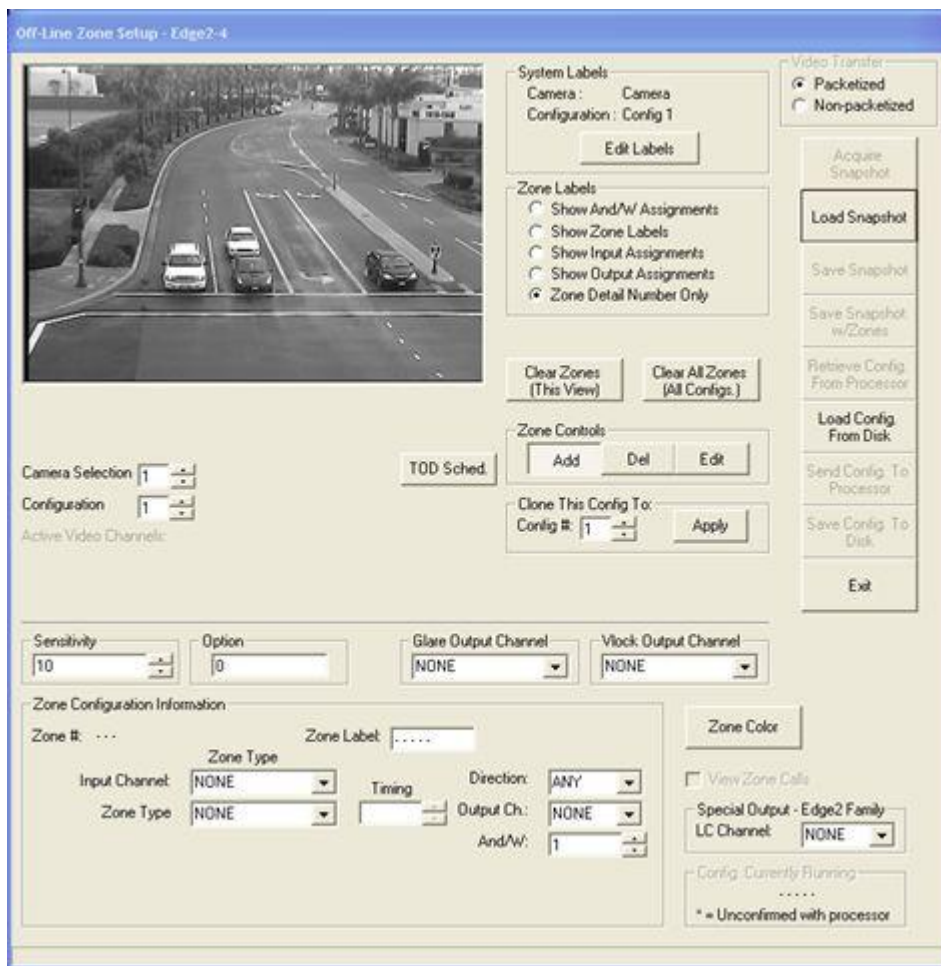 Off-Line Zone Setup - Edge2-4
System Labels
Camera : Camera
Configuration : Config 1
Edit Labels
Video Transfer
Packetized
Non-packetized
Acquire
Snapshot
Load Snapshot
Save Snapshot
Save Snapshot
w/Zones
Retrieve Config.
From Processor
Load Config.
From Disk
Send Config. To
Processor
Save Config. To
Disk
Exit
Zone Labels
Show And/W Assignments
Show Zone Labels
Show Input Assignments
Show Output Assignments
Zone Detail Number Only
Clear Zones
(This View)
Clear All Zones
(All Configs.)
Zone Controls
Add Del Edit
Camera Selection 1
Configuration 1
Active Video Channels:
TOD Sched.
Clone This Config To:
Config #: 1
Apply
Sensitivity
10
Option
0
Glare Output Channel
NONE
Vlock Output Channel
NONE
Zone Configuration Information
Zone #: ---
Zone Label: .....
Zone Type
Input Channel: NONE
Zone Type NONE
Timing
Direction: ANY
Output Ch.: NONE
And/W: 1
Zone Color
View Zone Calls
Special Output - Edge2 Family
LC Channel: NONE
Config. Currently Running
-----
* = Unconfirmed with processor